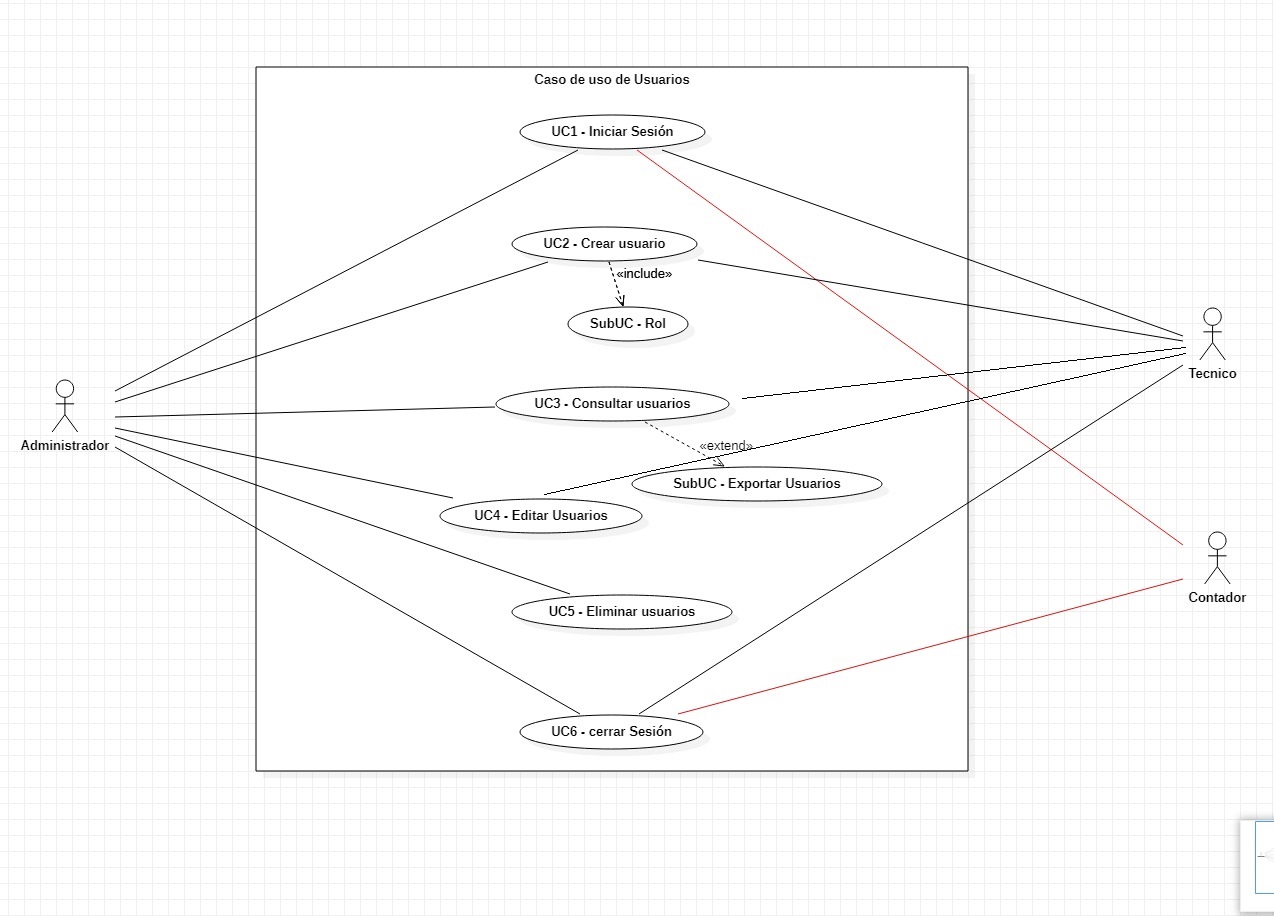 Caso de uso de Usuarios
UC1 - Iniciar Sesión
UC2 - Crear usuario
«include»
SubUC - Rol
Tecnico
UC3 - Consultar usuarios
Administrador
«extend»
SubUC - Exportar Usuarios
UC4 - Editar Usuarios
Contador
UC5 - Eliminar usuarios
UC6 - cerrar Sesión